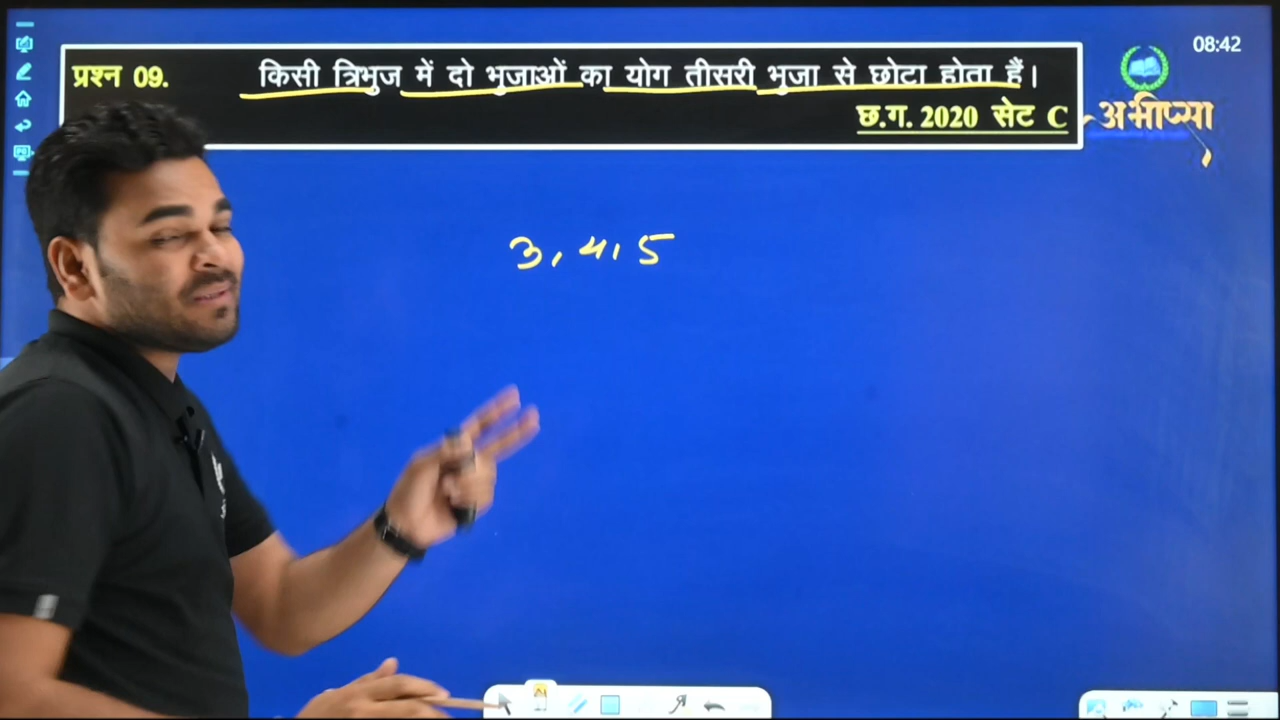 08:42
प्रश्न 09. किसी त्रिभुज में दो भुजाओं का योग तीसरी भुजा से छोटा होता हैं।
छ.ग. 2020 सेट C
अभीप्सा
3, 4, 5